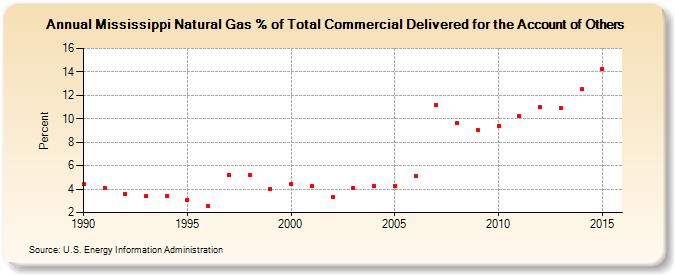 Annual Mississippi Natural Gas % of Total Commercial Delivered for the Account of Others
Percent
16
14
12
10
8
6
4
2
1990 1995 2000 2005 2010 2015
Source: U.S. Energy Information Administration